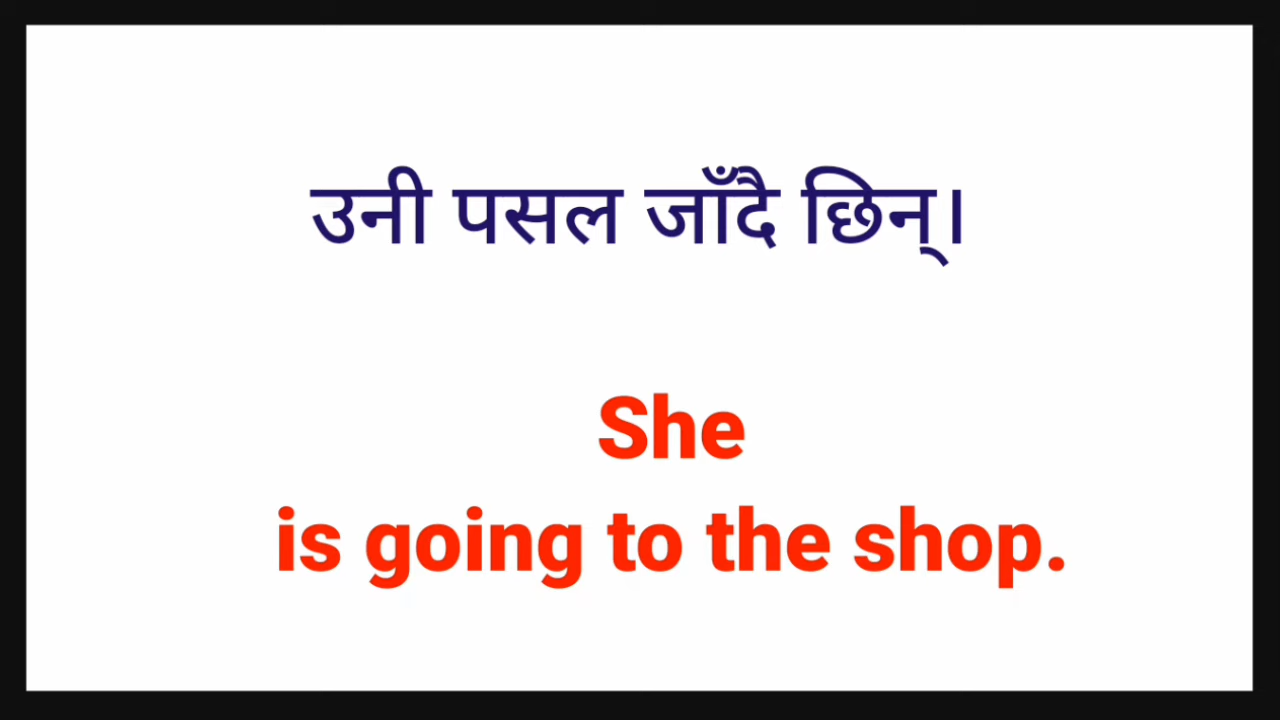 उनी पसल जाँदै छिन्।
She
is going to the shop.